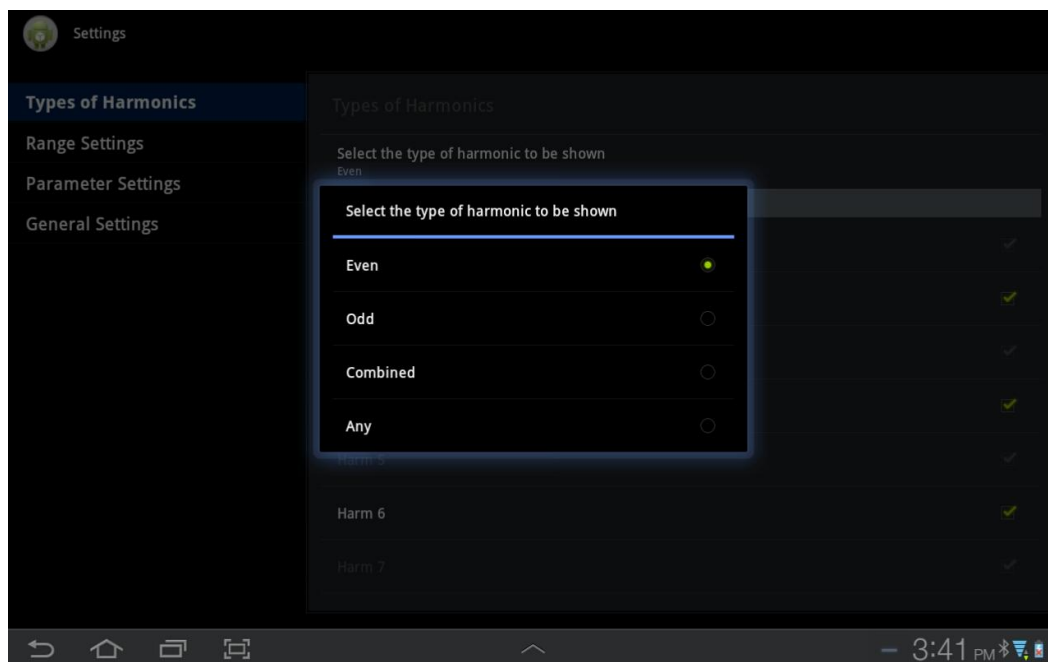 Settings
Types of Harmonics
Range Settings
Parameter Settings
General Settings
Types of Harmonics
Select the type of harmonic to be shown
Even
Select the type of harmonic to be shown
Even
Odd
Combined
Any
Harm 5
Harm 6
Harm 7
3:41 PM